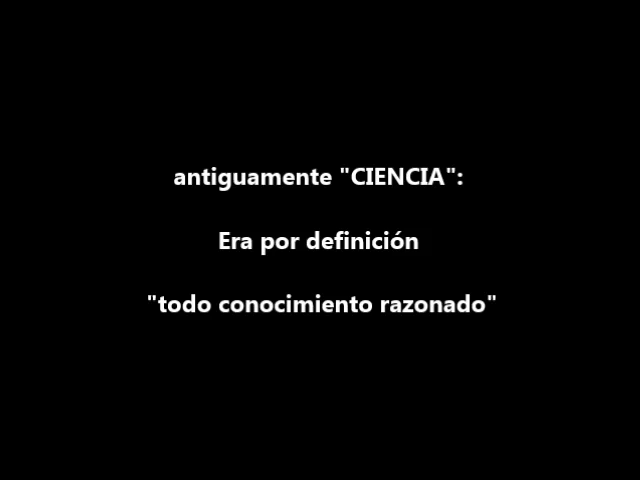 antiguamente "CIENCIA":
Era por definición
"todo conocimiento razonado"